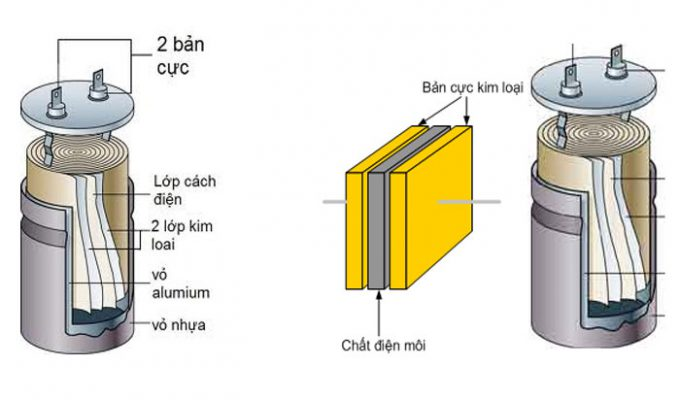 2 bản
cực
Lớp cách
điện
2 lớp kim
loai
vỏ
alumium
vỏ nhựa
Bản cực kim loại
Chất điện môi